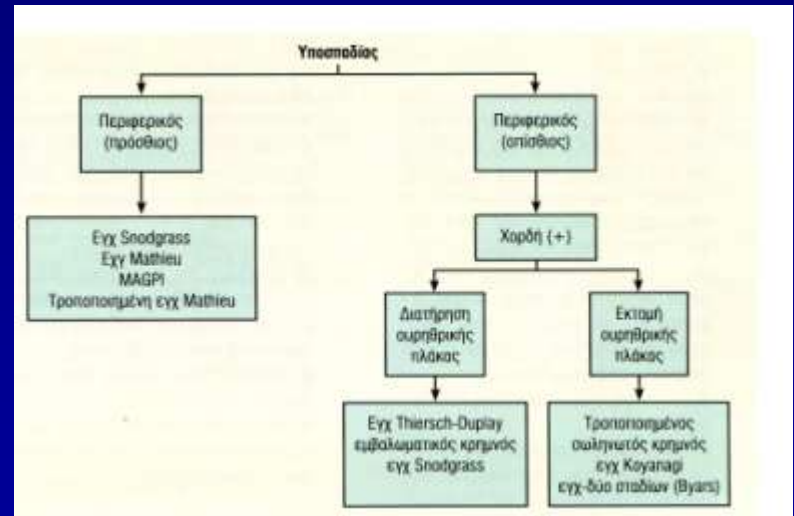 Υποσπαδίας
Περιφερικός
(πρόσθιος)
Περιφερικός
(οπίσθιος)
Εγχ Snodgrass
Εχγ Mathieu
MAGPI
Τροποποιημένη εγχ Mathieu
Χορδή (+)
Διατήρηση
ουρηθρικής
πλάκας
Εκτομή
ουρηθρικής
πλάκας
Εγχ Thiersch-Duplay
εμβαλωματικός κρημνός
εγχ Snodgrass
Τροποποιημένος
σωληνωτός κρημνός
εγχ Koyanagi
εγχ-δύο σταδίων (Byars)